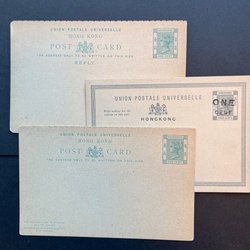 UNION POSTALE UNIVERSELLE
HONG KONG
POST CARD
THE ADDRESS ONLY TO BE WRITTEN ON THIS SIDE
REPLY
UNION POSTALE UNIVERSELLE
HONGKONG
ONE
CENT
UNION POSTALE UNIVERSELLE
HONG KONG
POST CARD
THE ADDRESS ONLY TO BE WRITTEN ON THIS SIDE